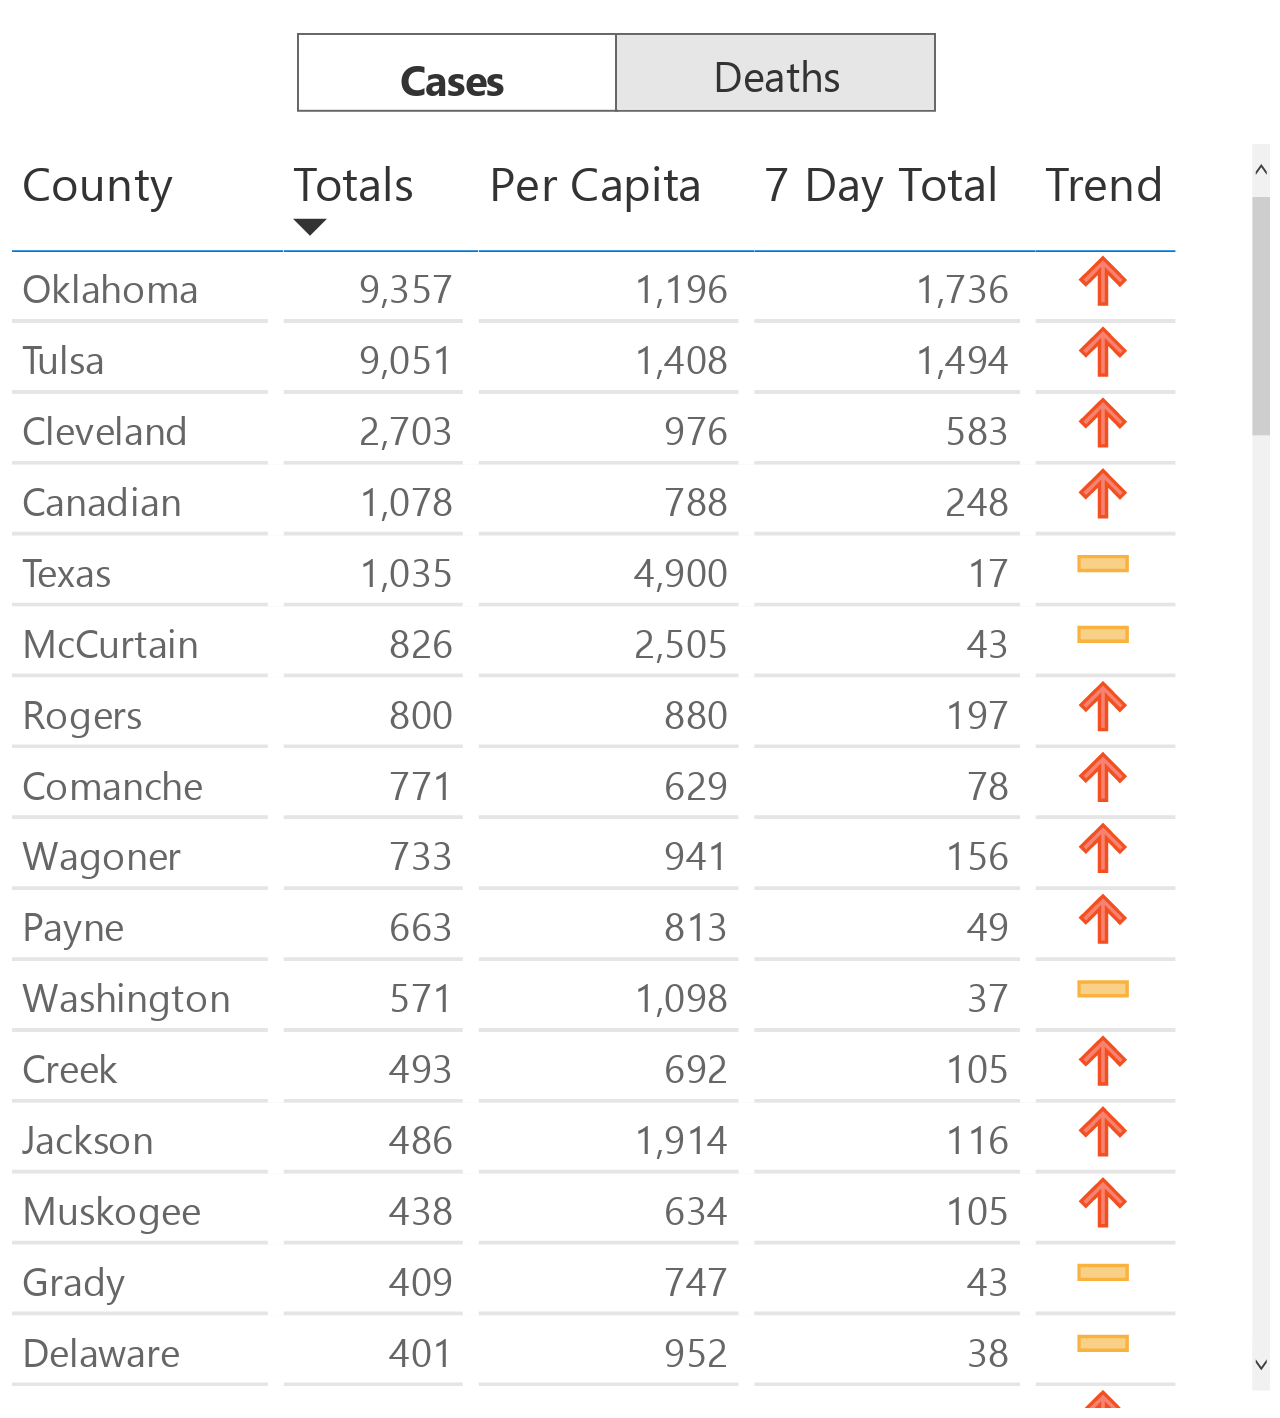 Cases Deaths
County Totals Per Capita 7 Day Total Trend
Oklahoma 9,357 1,196 1,736
Tulsa 9,051 1,408 1,494
Cleveland 2,703 976 583
Canadian 1,078 788 248
Texas 1,035 4,900 17
McCurtain 826 2,505 43
Rogers 800 880 197
Comanche 771 629 78
Wagoner 733 941 156
Payne 663 813 49
Washington 571 1,098 37
Creek 493 692 105
Jackson 486 1,914 116
Muskogee 438 634 105
Grady 409 747 43
Delaware 401 952 38